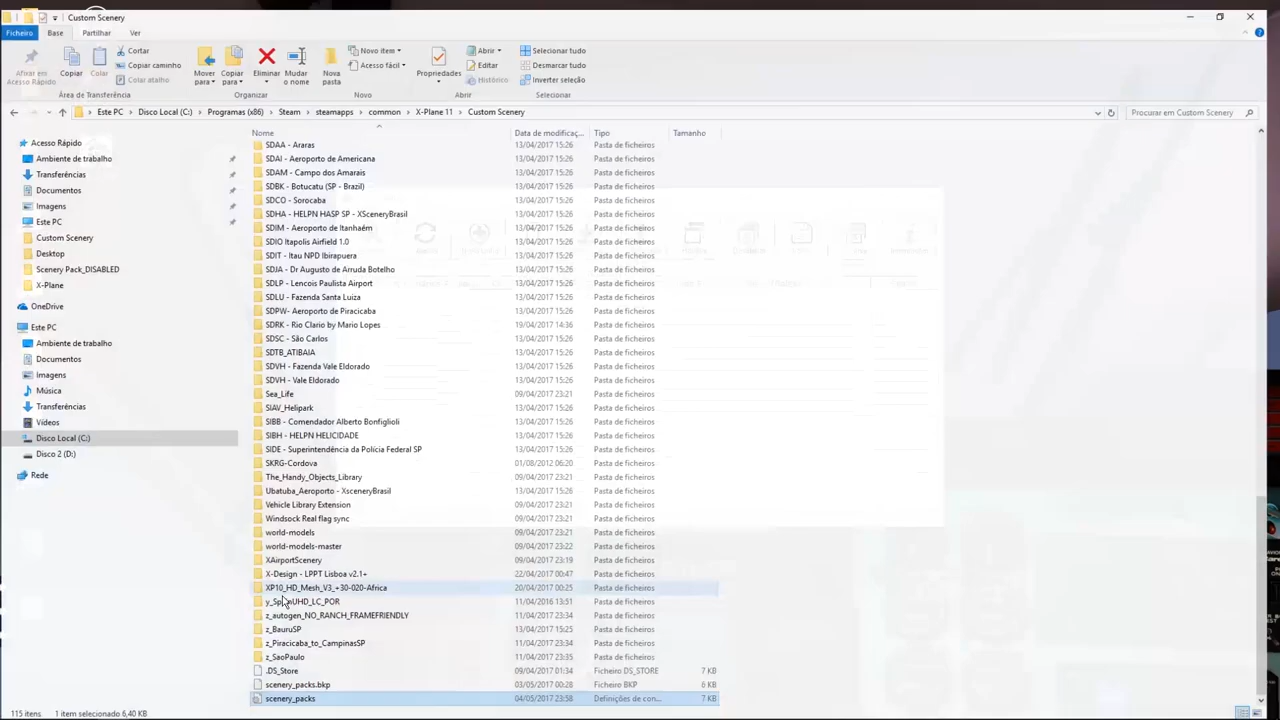 Custom Scenery
Ficheiro Base Partilhar Ver
Afixar em Acesso Rápido
Copiar
Colar
Cortar
Copiar caminho
Colar atalho
Área de Transferência
Mover para
Copiar para
Eliminar
Mudar o nome
Organizar
Nova pasta
Novo item
Acesso fácil
Novo
Propriedades
Abrir
Editar
Histórico
Abrir
Selecionar tudo
Desmarcar tudo
Inverter seleção
Selecionar
Este PC > Disco Local (C:) > Programas (x86) > Steam > steamapps > common > X-Plane 11 > Custom Scenery
Procurar em Custom Scenery
Acesso Rápido
Ambiente de trabalho
Transferências
Documentos
Imagens
Este PC
Custom Scenery
Desktop
Scenery Pack_DISABLED
X-Plane
OneDrive
Este PC
Ambiente de trabalho
Documentos
Imagens
Música
Transferências
Vídeos
Disco Local (C:)
Disco 2 (D:)
Rede
Nome Data de modificaç... Tipo Tamanho
SDAA - Araras 13/04/2017 15:26 Pasta de ficheiros
SDAI - Aeroporto de Americana 13/04/2017 15:26 Pasta de ficheiros
SDAM - Campo dos Amarais 13/04/2017 15:26 Pasta de ficheiros
SDBK - Botucatu (SP - Brazil) 13/04/2017 15:26 Pasta de ficheiros
SDCO - Sorocaba 13/04/2017 15:26 Pasta de ficheiros
SDHA - HELPN HASP SP - XSceneryBrasil 13/04/2017 15:26 Pasta de ficheiros
SDIM - Aeroporto de Itanhaém 13/04/2017 15:26 Pasta de ficheiros
SDIO Itapolis Airfield 1.0 13/04/2017 15:26 Pasta de ficheiros
SDIT - Itau NPD Ibirapuera 13/04/2017 15:26 Pasta de ficheiros
SDJA - Dr Augusto de Arruda Botelho 13/04/2017 15:26 Pasta de ficheiros
SDLP - Lencois Paulista Airport 13/04/2017 15:26 Pasta de ficheiros
SDLU - Fazenda Santa Luiza 13/04/2017 15:26 Pasta de ficheiros
SDPW- Aeroporto de Piracicaba 13/04/2017 15:26 Pasta de ficheiros
SDRK - Rio Clario by Mario Lopes 19/04/2017 14:36 Pasta de ficheiros
SDSC - São Carlos 13/04/2017 15:26 Pasta de ficheiros
SDTB_ATIBAIA 13/04/2017 15:26 Pasta de ficheiros
SDVH - Fazenda Vale Eldorado 13/04/2017 15:26 Pasta de ficheiros
SDVH - Vale Eldorado 13/04/2017 15:26 Pasta de ficheiros
Sea_Life 09/04/2017 23:21 Pasta de ficheiros
SIAV_Helipark 13/04/2017 15:26 Pasta de ficheiros
SIBB - Comendador Alberto Bonfiglioli 13/04/2017 15:26 Pasta de ficheiros
SIBH - HELPN HELICIDADE 13/04/2017 15:26 Pasta de ficheiros
SIDE - Superintendência da Polícia Federal SP 13/04/2017 15:26 Pasta de ficheiros
SKRG-Cordova 01/08/2012 06:20 Pasta de ficheiros
The_Handy_Objects_Library 09/04/2017 23:21 Pasta de ficheiros
Ubatuba_Aeroporto - XsceneryBrasil 13/04/2017 15:26 Pasta de ficheiros
Vehicle Library Extension 09/04/2017 23:21 Pasta de ficheiros
Windsock Real flag sync 09/04/2017 23:21 Pasta de ficheiros
world-models 09/04/2017 23:21 Pasta de ficheiros
world-models-master 09/04/2017 23:22 Pasta de ficheiros
XAirportScenery 09/04/2017 23:19 Pasta de ficheiros
X-Design - LPPT Lisboa v2.1+ 22/04/2017 00:47 Pasta de ficheiros
XP10_HD_Mesh_V3_+30-020-Africa 20/04/2017 00:25 Pasta de ficheiros
11/04/2016 13:51 Pasta de ficheiros
z_autogen_NO_RANCH_FRAMEFRIENDLY 11/04/2017 23:34 Pasta de ficheiros
z_BauruSP 13/04/2017 15:25 Pasta de ficheiros
z_Piracicaba_to_CampinasSP 11/04/2017 23:34 Pasta de ficheiros
z_SaoPaulo 11/04/2017 23:35 Pasta de ficheiros
.DS_Store 09/04/2017 01:34 Ficheiro DS_STORE 7 KB
scenery_packs.bkp 03/05/2017 00:28 Ficheiro BKP 6 KB
scenery_packs 04/05/2017 23:58 Definições de con... 7 KB
115 itens 1 item selecionado 6,40 KB